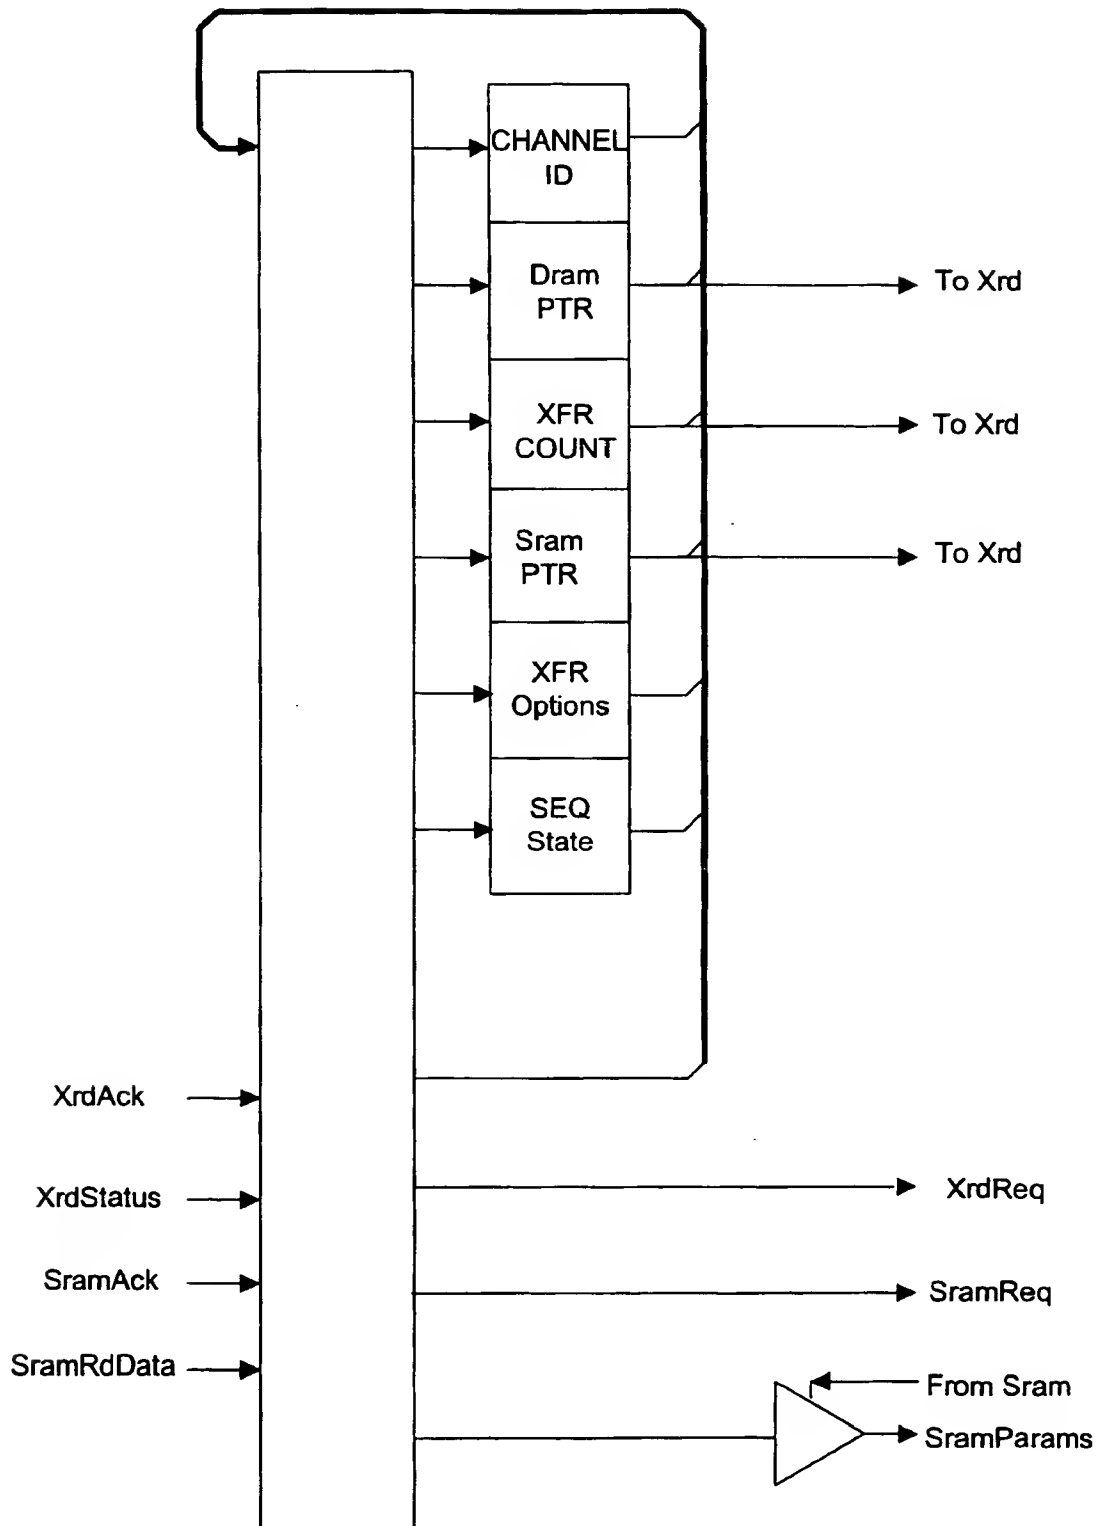 CHANNEL
ID
Dram
PTR
To Xrd
XFR
COUNT
To Xrd
Sram
PTR
To Xrd
XFR
Options
SEQ
State
XrdAck
XrdStatus
XrdReq
SramAck
SramReq
SramRdData
From Sram
SramParams